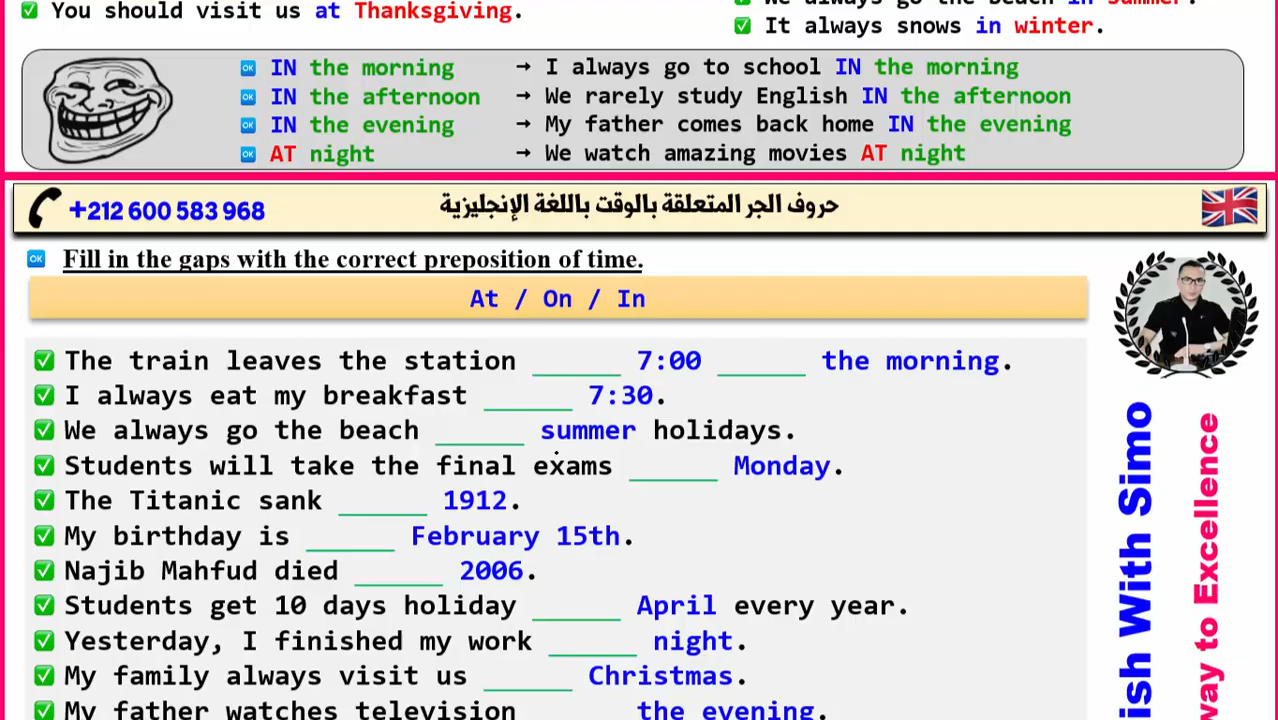 You should visit us at Thanksgiving.
We always go the beach in summer.
It always snows in winter.
IN the morning → I always go to school IN the morning
IN the afternoon → We rarely study English IN the afternoon
IN the evening → My father comes back home IN the evening
AT night → We watch amazing movies AT night
+212 600 583 968
حروف الجر المتعلقة بالوقت باللغة الإنجليزية
Fill in the gaps with the correct preposition of time.
At / On / In
The train leaves the station ______ 7:00 ______ the morning.
I always eat my breakfast ______ 7:30.
We always go the beach ______ summer holidays.
Students will take the final exams ______ Monday.
The Titanic sank ______ 1912.
My birthday is ______ February 15th.
Najib Mahfud died ______ 2006.
Students get 10 days holiday ______ April every year.
Yesterday, I finished my work ______ night.
My family always visit us ______ Christmas.
My father watches television ______ the evening.
ish With Simo
way to Excellence